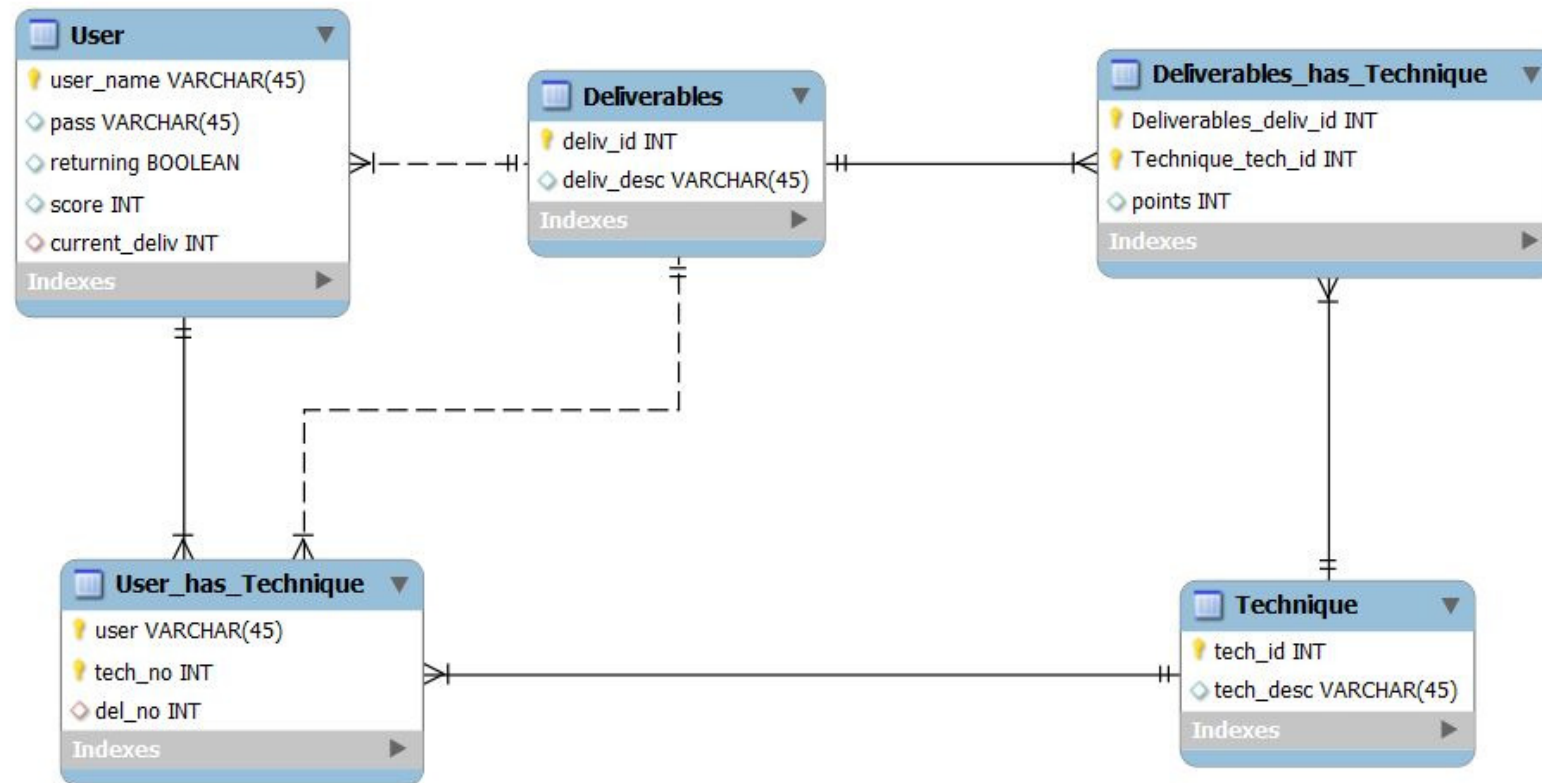 User
user_name VARCHAR(45)
pass VARCHAR(45)
returning BOOLEAN
score INT
current_deliv INT
Indexes
Deliverables
deliv_id INT
deliv_desc VARCHAR(45)
Indexes
Deliverables_has_Technique
Deliverables_deliv_id INT
Technique_tech_id INT
points INT
Indexes
User_has_Technique
user VARCHAR(45)
tech_no INT
del_no INT
Indexes
Technique
tech_id INT
tech_desc VARCHAR(45)
Indexes